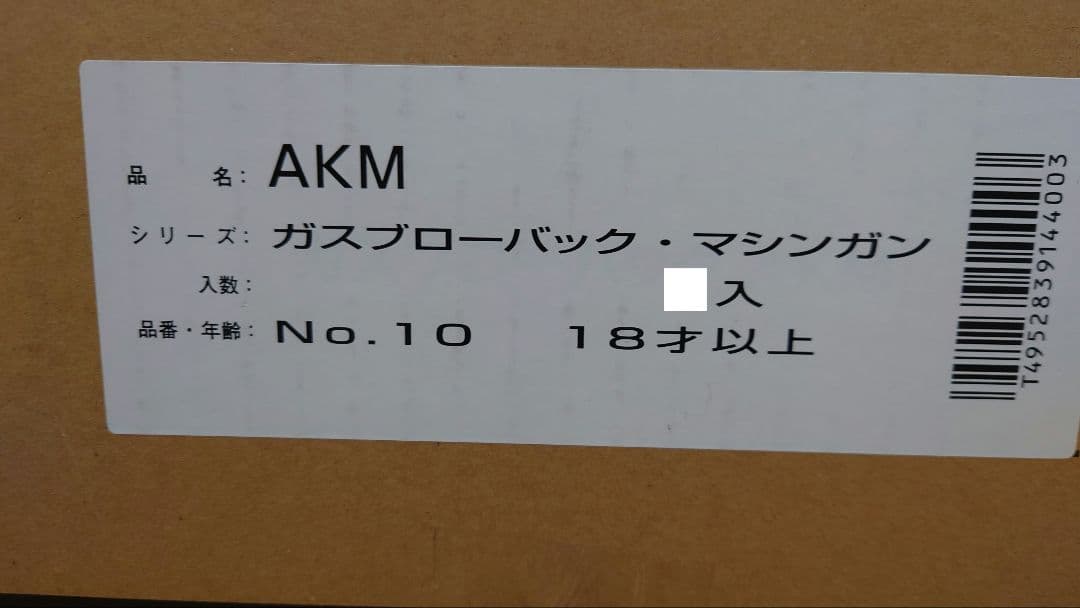 品　　名： AKM
シリーズ： ガスブローバック・マシンガン
入数： 入
品番・年齢： No.10　18才以上
T4952839144003